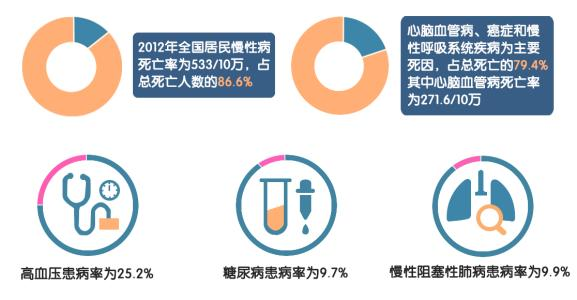 2012年全国居民慢性病
死亡率为533/10万，占
总死亡人数的86.6%
心脑血管病、癌症和慢
性呼吸系统疾病为主要
死因，占总死亡的79.4%
其中心脑血管病死亡率
为271.6/10万
高血压患病率为25.2%
糖尿病患病率为9.7%
慢性阻塞性肺病患病率为9.9%